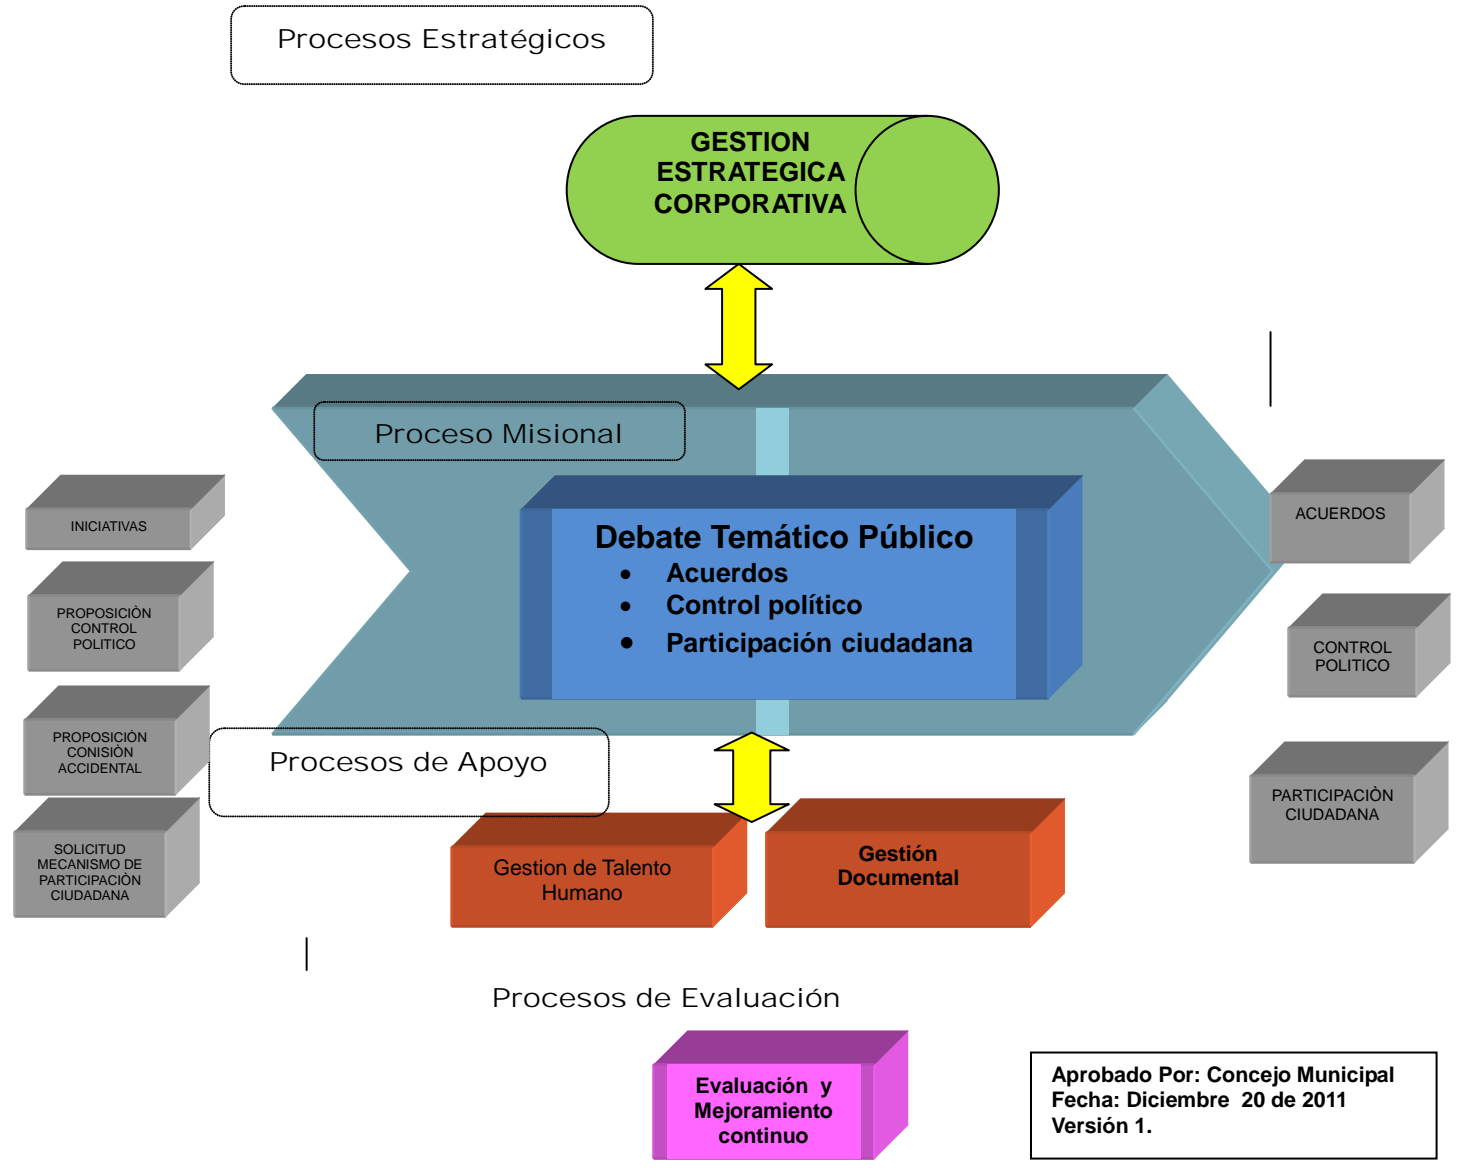 Procesos Estratégicos
GESTION
ESTRATEGICA
CORPORATIVA
Proceso Misional
INICIATIVAS
PROPOSICIÒN
CONTROL
POLITICO
PROPOSICIÒN
CONISIÒN
ACCIDENTAL
SOLICITUD
MECANISMO DE
PARTICIPACIÒN
CIUDADANA
Debate Temático Público
• Acuerdos
• Control político
• Participación ciudadana
ACUERDOS
CONTROL
POLITICO
PARTICIPACIÒN
CIUDADANA
Procesos de Apoyo
Gestion de Talento
Humano
Gestión
Documental
Procesos de Evaluación
Evaluación y
Mejoramiento
continuo
Aprobado Por: Concejo Municipal
Fecha: Diciembre 20 de 2011
Versión 1.